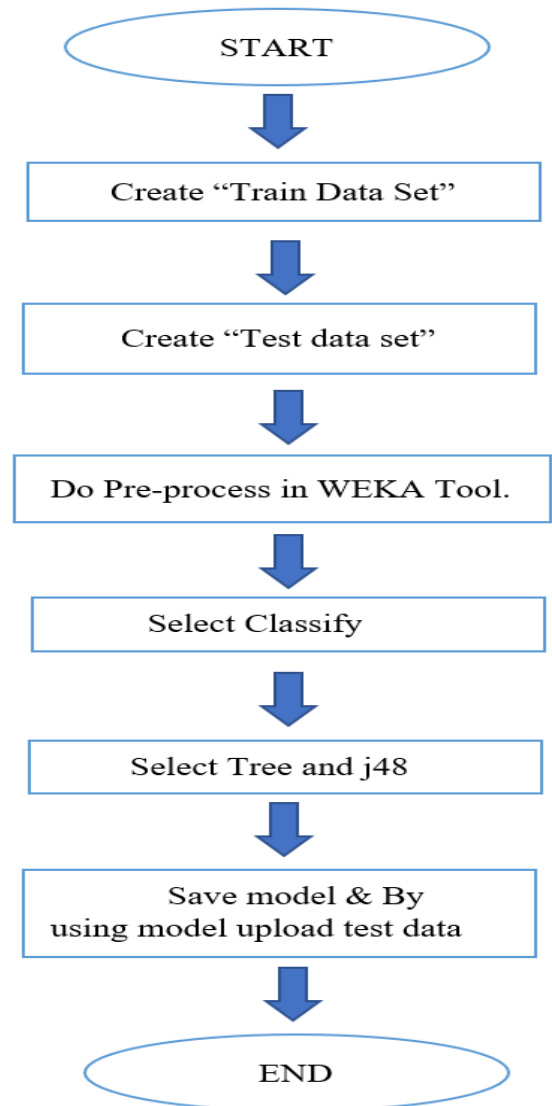 START
Create “Train Data Set”
Create “Test data set”
Do Pre-process in WEKA Tool.
Select Classify
Select Tree and j48
Save model & By
using model upload test data
END